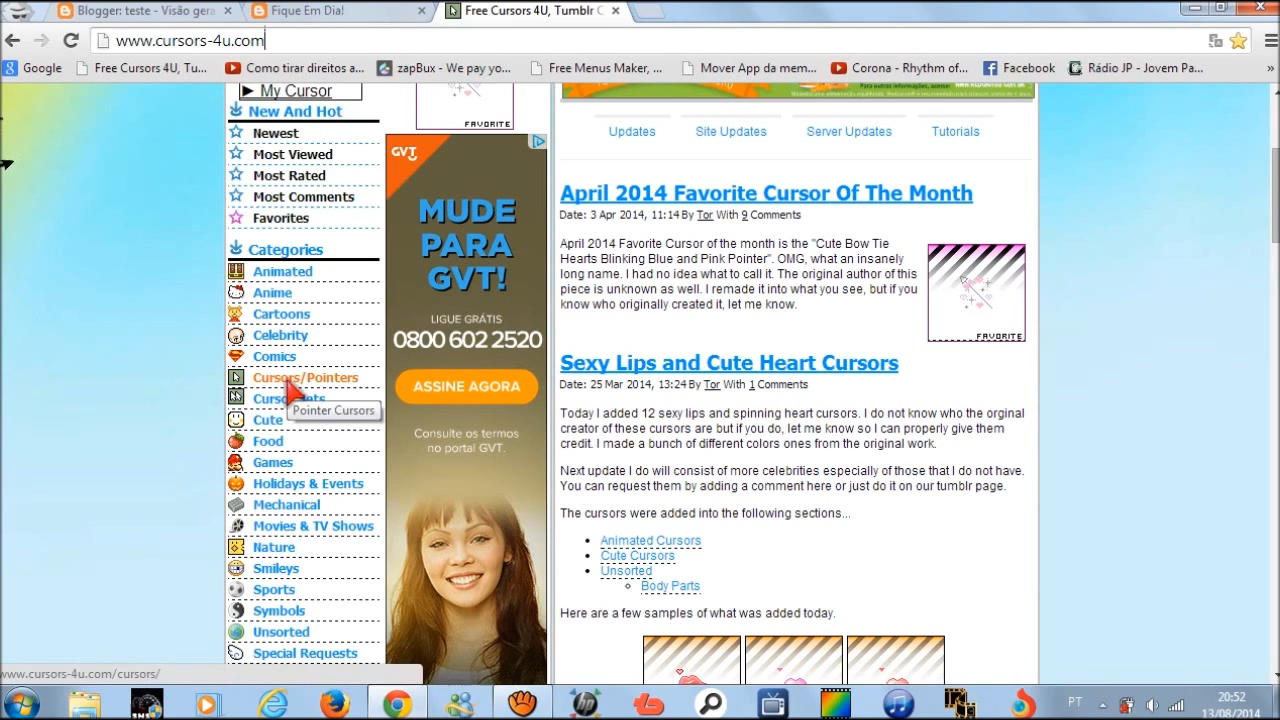 Blogger: teste - Visão gera
Fique Em Dia!
Free Cursors 4U, Tumblr C
www.cursors-4u.com
Google
Free Cursors 4U, Tu...
Como tirar direitos a...
zapBux - We pay yo...
Free Menus Maker, ...
Mover App da mem...
Corona - Rhythm of...
Facebook
Rádio JP - Jovem Pa...
»
► My Cursor
New And Hot
Newest
Most Viewed
Most Rated
Most Comments
Favorites
Categories
Animated
Anime
Cartoons
Celebrity
Comics
Cursors/Pointers
Pointer Cursors
Cute
Food
Games
Holidays & Events
Mechanical
Movies & TV Shows
Nature
Smileys
Sports
Symbols
Unsorted
Special Requests
www.cursors-4u.com/cursors/
FAVORITE
GVT
MUDE
PARA
GVT!
LIGUE GRÁTIS
0800 602 2520
ASSINE AGORA
Consulte os termos
no portal GVT.
Updates
Site Updates
Server Updates
Tutorials
April 2014 Favorite Cursor Of The Month
Date: 3 Apr 2014, 11:14 By Tor With 9 Comments
April 2014 Favorite Cursor of the month is the "Cute Bow Tie
Hearts Blinking Blue and Pink Pointer". OMG, what an insanely
long name. I had no idea what to call it. The original author of this
piece is unknown as well. I remade it into what you see, but if you
know who originally created it, let me know.
FAVORITE
Sexy Lips and Cute Heart Cursors
Date: 25 Mar 2014, 13:24 By Tor With 1 Comments
Today I added 12 sexy lips and spinning heart cursors. I do not know who the orginal
creator of these cursors are but if you do, let me know so I can properly give them
credit. I made a bunch of different colors ones from the original work.
Next update I do will consist of more celebrities especially of those that I do not have.
You can request them by adding a comment here or just do it on our tumblr page.
The cursors were added into the following sections...
Animated Cursors
Cute Cursors
Unsorted
Body Parts
Here are a few samples of what was added today.
PT
20:52
13/08/2014